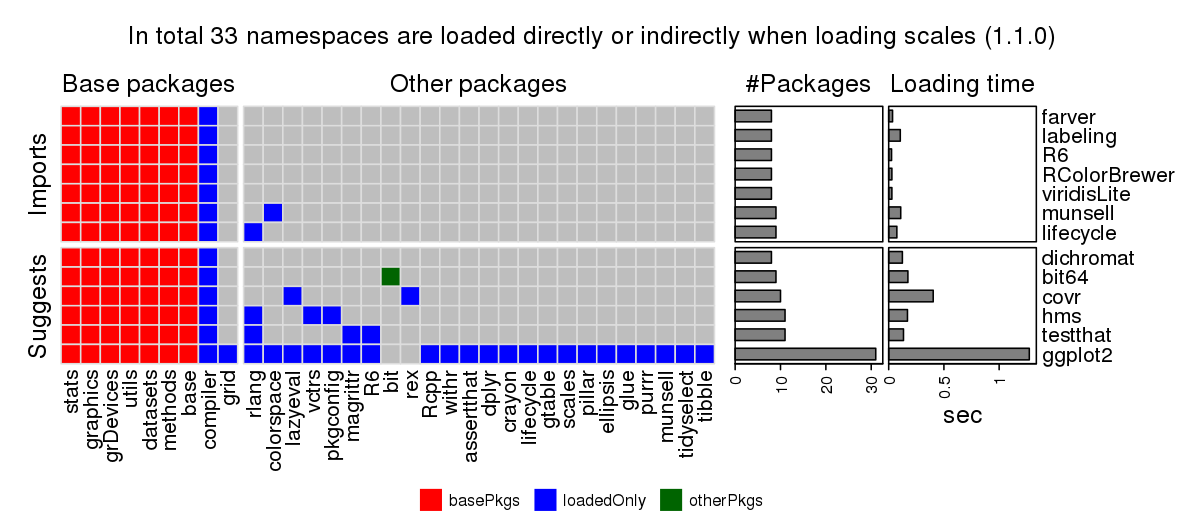 In total 33 namespaces are loaded directly or indirectly when loading scales (1.1.0)
Base packages
Other packages
#Packages
Loading time
Imports
farver
labeling
R6
RColorBrewer
viridisLite
munsell
lifecycle
Suggests
dichromat
bit64
covr
hms
testthat
ggplot2
stats
graphics
grDevices
utils
datasets
methods
base
compiler
grid
rlang
colorspace
lazyeval
vctrs
pkgconfig
magrittr
R6
bit
rex
Rcpp
withr
assertthat
dplyr
crayon
lifecycle
gtable
scales
pillar
ellipsis
glue
purrr
munsell
tidyselect
tibble
0
10
20
30
0
0.5
1
sec
basePkgs
loadedOnly
otherPkgs